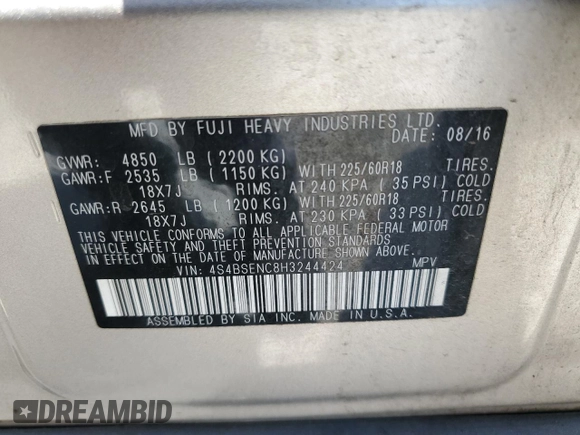 MFD BY FUJI HEAVY INDUSTRIES LTD.
DATE: 08/16
GVWR: 4850 LB (2200 KG)
GAWR:F 2535 LB (1150 KG) WITH 225/60R18 TIRES.
18X7J RIMS. AT 240 KPA (35 PSI) COLD
GAWR:R 2645 LB (1200 KG) WITH 225/60R18 TIRES.
18X7J RIMS. AT 230 KPA (33 PSI) COLD
THIS VEHICLE CONFORMS TO ALL APPLICABLE FEDERAL MOTOR
VEHICLE SAFETY AND THEFT PREVENTION STANDARDS
IN EFFECT ON THE DATE OF MANUFACTURE SHOWN ABOVE.
VIN: 4S4BSENC8H3244424 MPV
ASSEMBLED BY SIA INC. MADE IN U.S.A.
DREAMBID